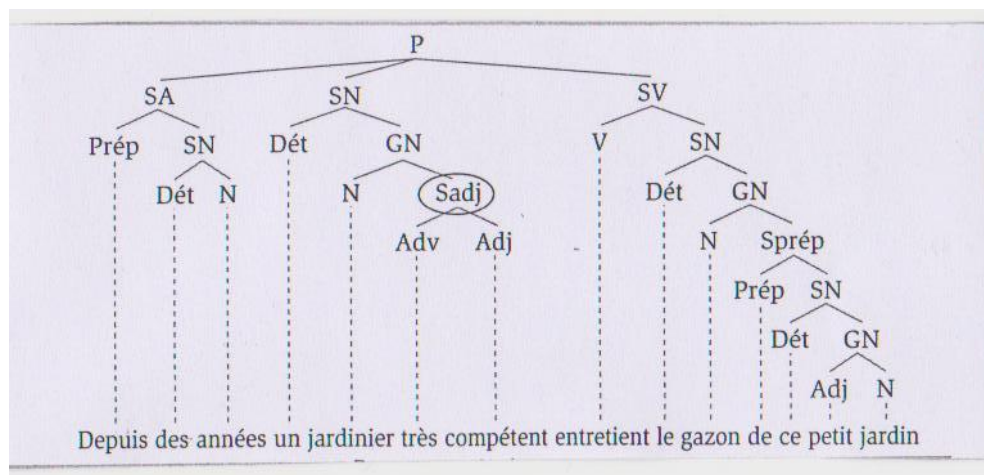 P
SA SN SV
Prép SN Dét GN V SN
Dét N N Sadj Dét GN
Adv Adj N Sprép
Prép SN
Dét GN
Adj N
Depuis des années un jardinier très compétent entretient le gazon de ce petit jardin